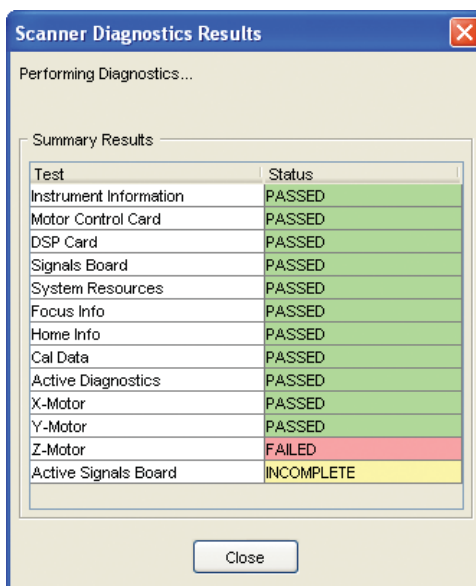 Scanner Diagnostics Results
Performing Diagnostics...
Summary Results
Test Status
Instrument Information PASSED
Motor Control Card PASSED
DSP Card PASSED
Signals Board PASSED
System Resources PASSED
Focus Info PASSED
Home Info PASSED
Cal Data PASSED
Active Diagnostics PASSED
X-Motor PASSED
Y-Motor PASSED
Z-Motor FAILED
Active Signals Board INCOMPLETE
Close